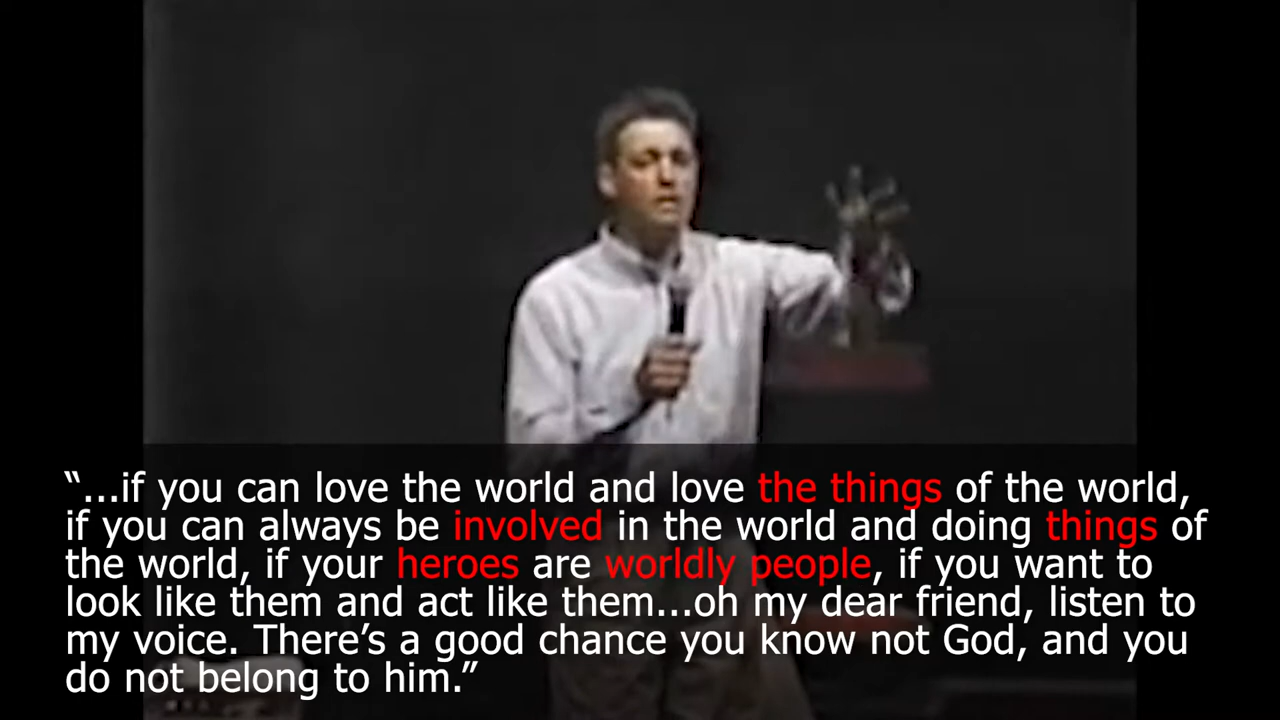 “...if you can love the world and love the things of the world,
if you can always be involved in the world and doing things of
the world, if your heroes are worldly people, if you want to
look like them and act like them...oh my dear friend, listen to
my voice. There’s a good chance you know not God, and you
do not belong to him.”